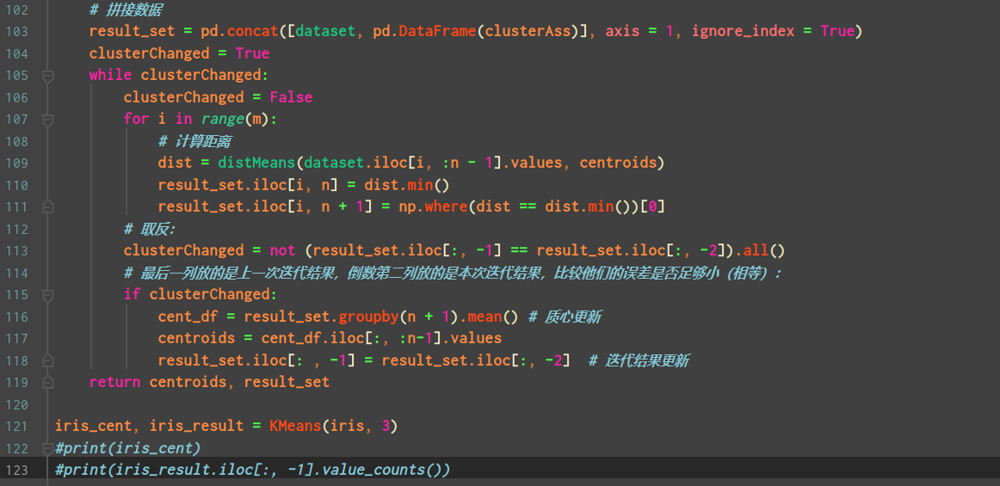 102 # 拼接数据
103 result_set = pd.concat([dataset, pd.DataFrame(clusterAss)], axis = 1, ignore_index = True)
104 clusterChanged = True
105 while clusterChanged:
106 clusterChanged = False
107 for i in range(m):
108 # 计算距离
109 dist = distMeans(dataset.iloc[i, :n - 1].values, centroids)
110 result_set.iloc[i, n] = dist.min()
111 result_set.iloc[i, n + 1] = np.where(dist == dist.min())[0]
112 # 取反:
113 clusterChanged = not (result_set.iloc[:, -1] == result_set.iloc[:, -2]).all()
114 # 最后一列放的是上一次迭代结果，倒数第二列放的是本次迭代结果，比较他们的误差是否足够小（相等）:
115 if clusterChanged:
116 cent_df = result_set.groupby(n + 1).mean() # 质心更新
117 centroids = cent_df.iloc[:, :n-1].values
118 result_set.iloc[: , -1] = result_set.iloc[:, -2]  # 迭代结果更新
119 return centroids, result_set
120
121 iris_cent, iris_result = KMeans(iris, 3)
122 #print(iris_cent)
123 #print(iris_result.iloc[:, -1].value_counts())